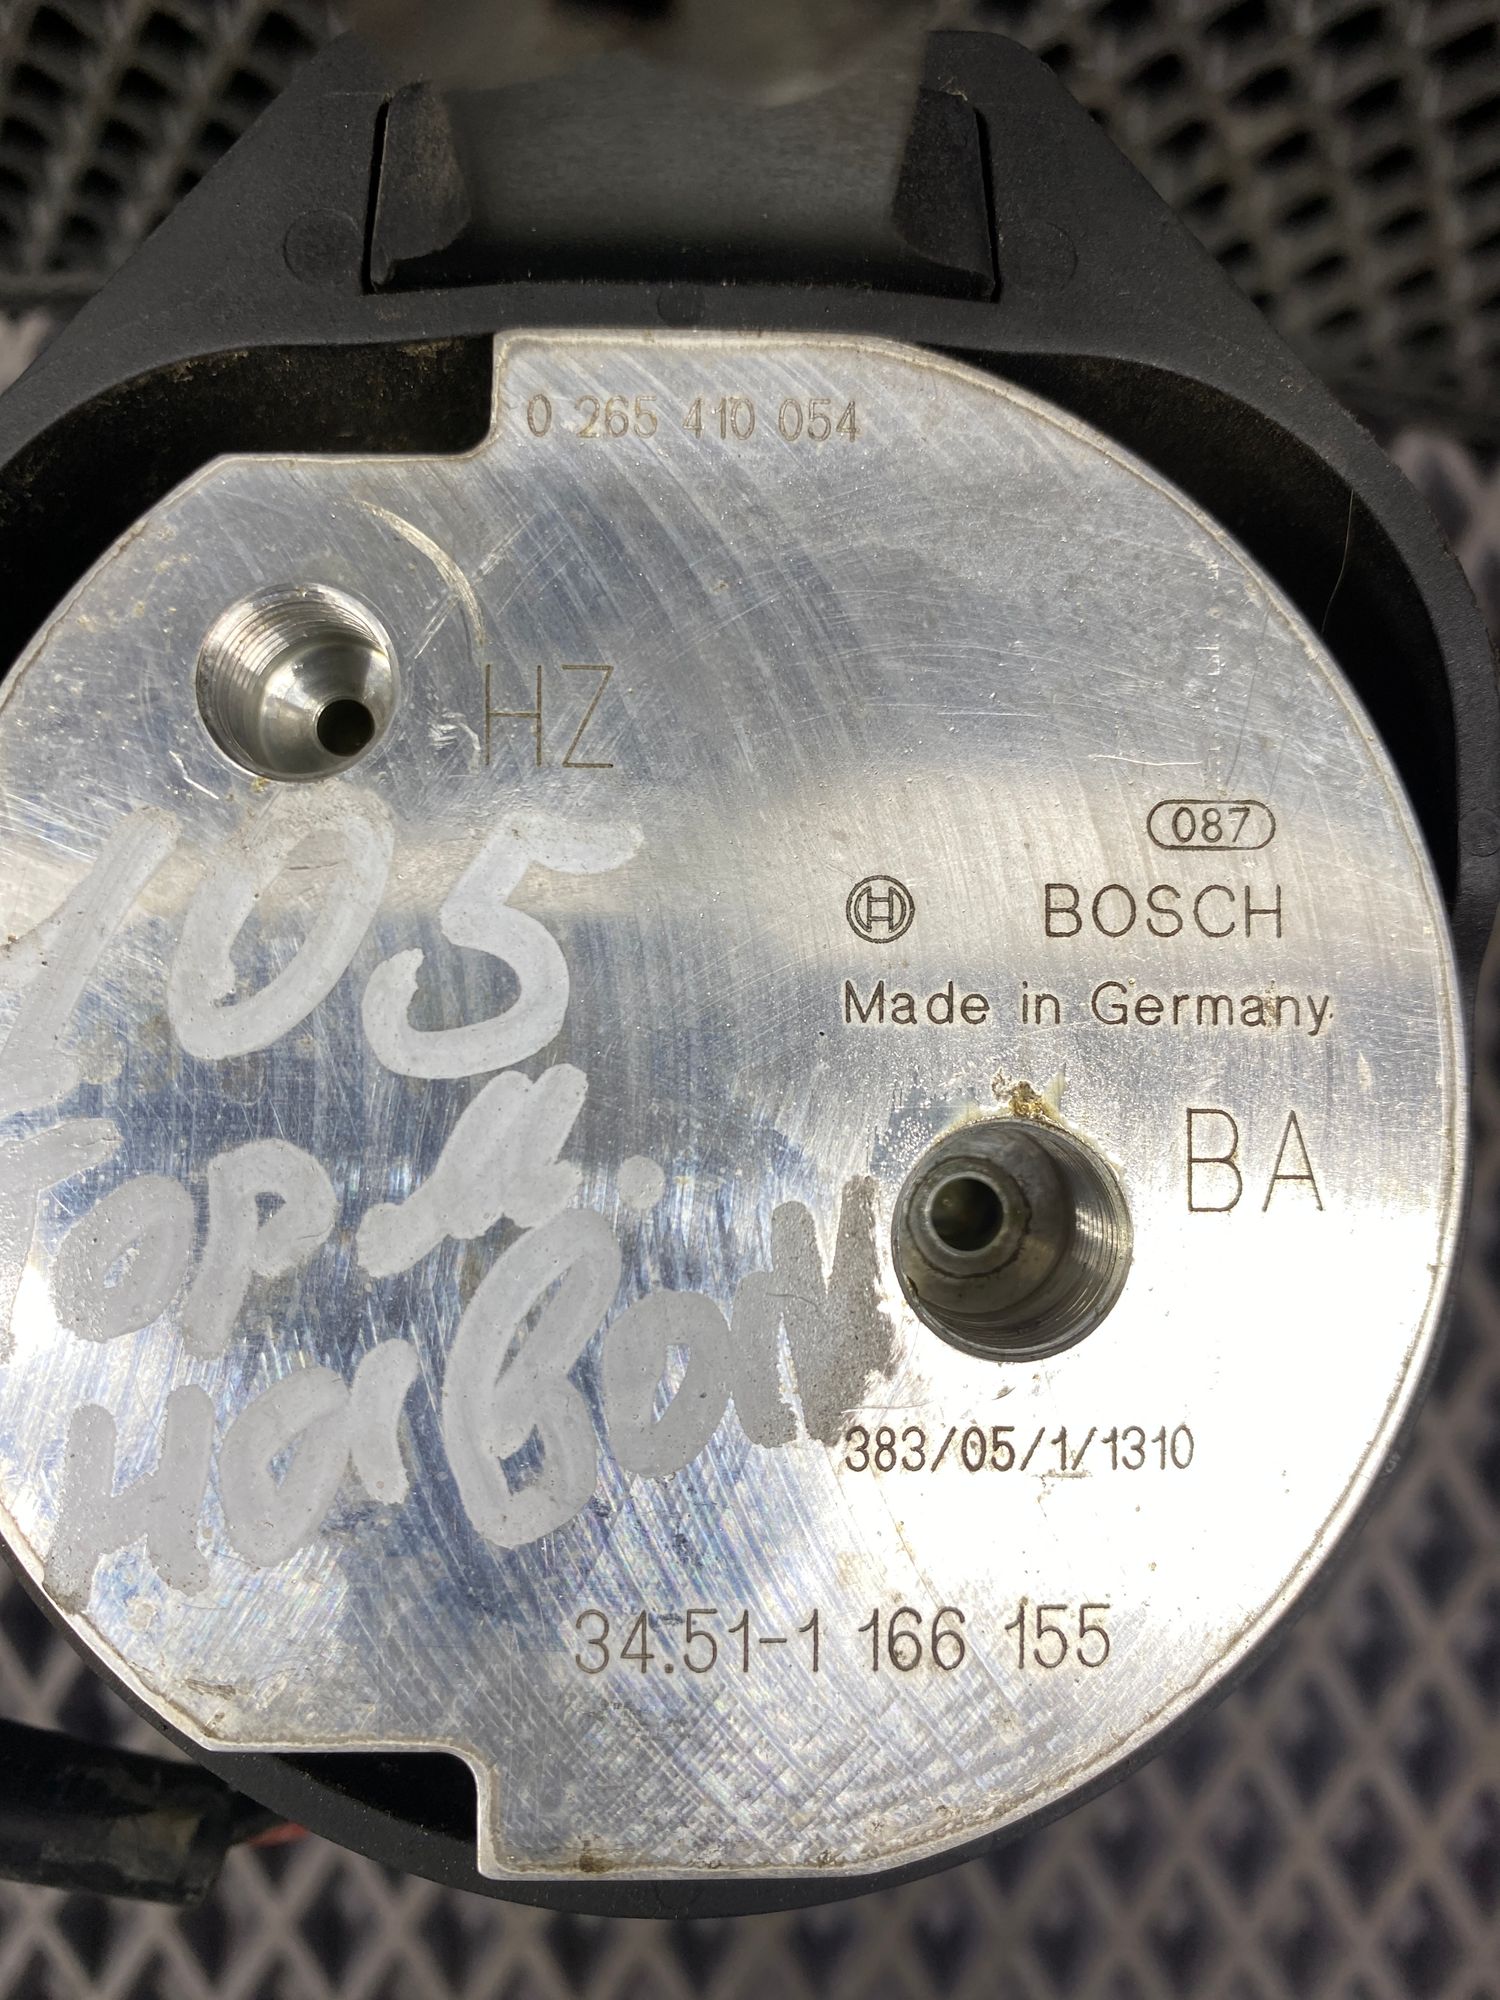 0 265 410 054
HZ
087
BOSCH
Made in Germany
105
BA
383/05/1/1310
34.51-1 166 155